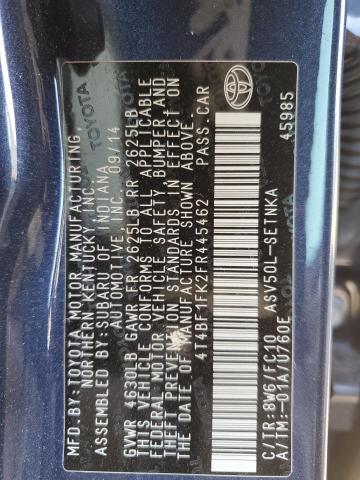 MFD.BY:TOYOTA MOTOR MANUFACTURING,
NORTHERN KENTUCKY INC.
ASSEMBLED BY:SUBARU OF INDIANA
AUTOMOTIVE INC. 09/14
GVWR 4630LB GAWR FR 2625LB RR 2625LB
THIS VEHICLE CONFORMS TO ALL APPLICABLE
FEDERAL MOTOR VEHICLE SAFETY, BUMPER,AND
THEFT PREVENTION STANDARDS IN EFFECT ON
THE DATE OF MANUFACTURE SHOWN ABOVE.
4T4BF1FK2FR445462 PASS.CAR
TOYOTA
C/TR:8W6/FC10 ASV50L-SETNKA
A/TM:-01A/U760E 45985